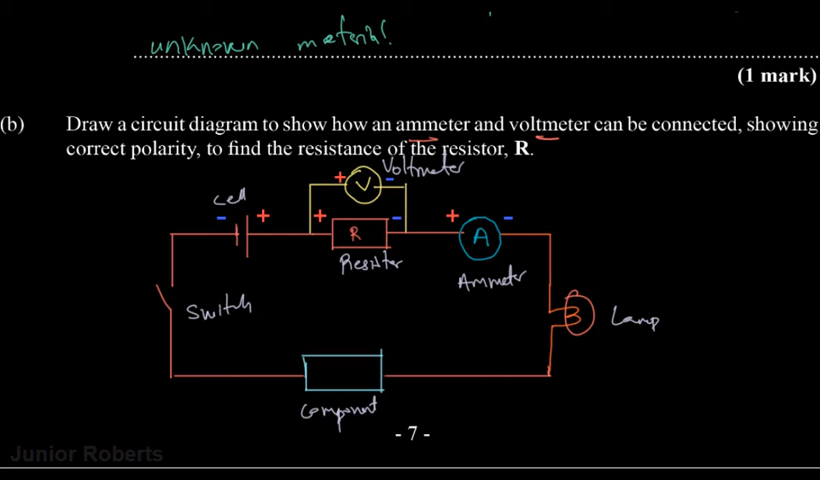 unknown material!
(1 mark)
(b) Draw a circuit diagram to show how an ammeter and voltmeter can be connected, showing
correct polarity, to find the resistance of the resistor, R.
Voltmeter
+ V -
Cell
- + + - + -
R A
Resistor
Ammeter
Switch
Lamp
Component
- 7 -
Junior Roberts